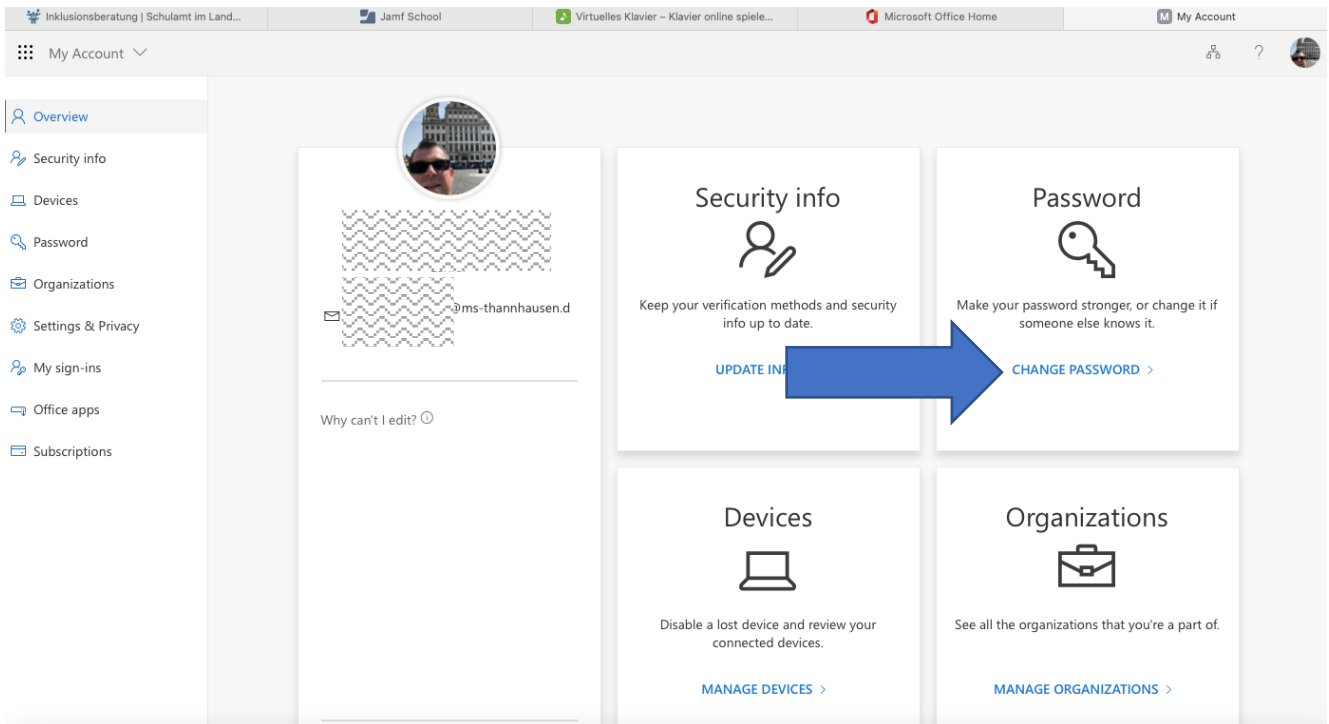 Inklusionsberatung | Schulamt im Land...
Jamf School
Virtuelles Klavier – Klavier online spiele...
Microsoft Office Home
M My Account
My Account
?
Overview
Security info
Devices
Password
Organizations
Settings & Privacy
My sign-ins
Office apps
Subscriptions
@ms-thannhausen.d
Why can't I edit?
Security info
Keep your verification methods and security
info up to date.
UPDATE INF
Password
Make your password stronger, or change it if
someone else knows it.
CHANGE PASSWORD >
Devices
Disable a lost device and review your
connected devices.
MANAGE DEVICES >
Organizations
See all the organizations that you're a part of.
MANAGE ORGANIZATIONS >